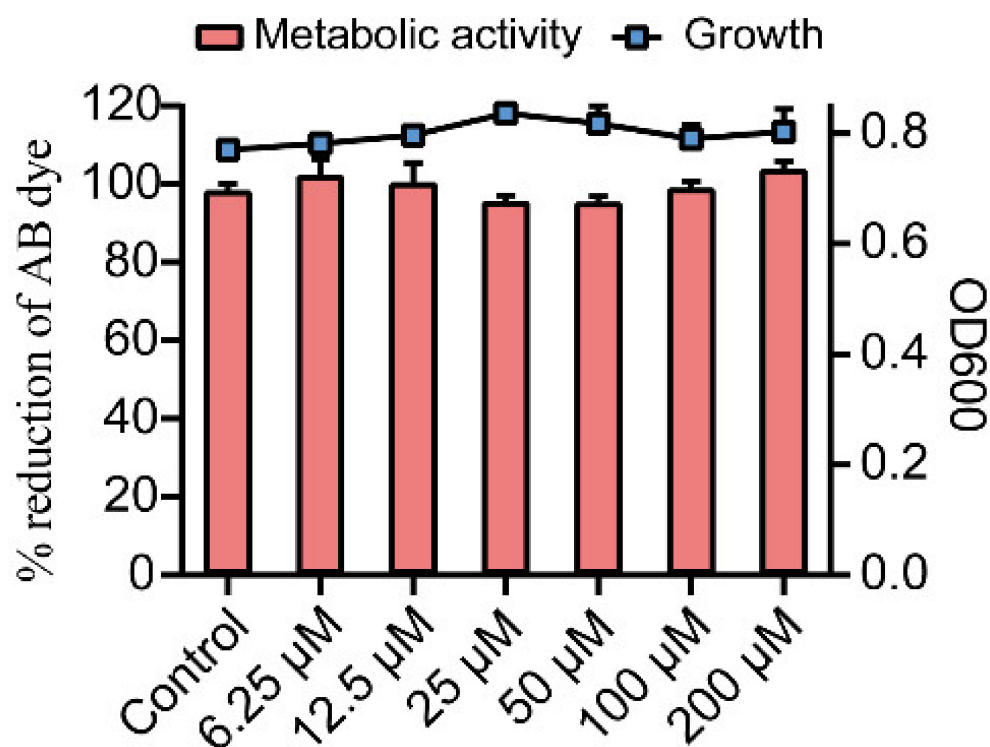 Metabolic activity Growth
% reduction of AB dye
120
100
80
60
40
20
0
0.8
0.6
0.4
0.2
0.0
OD600
Control
6.25 µM
12.5 µM
25 µM
50 µM
100 µM
200 µM